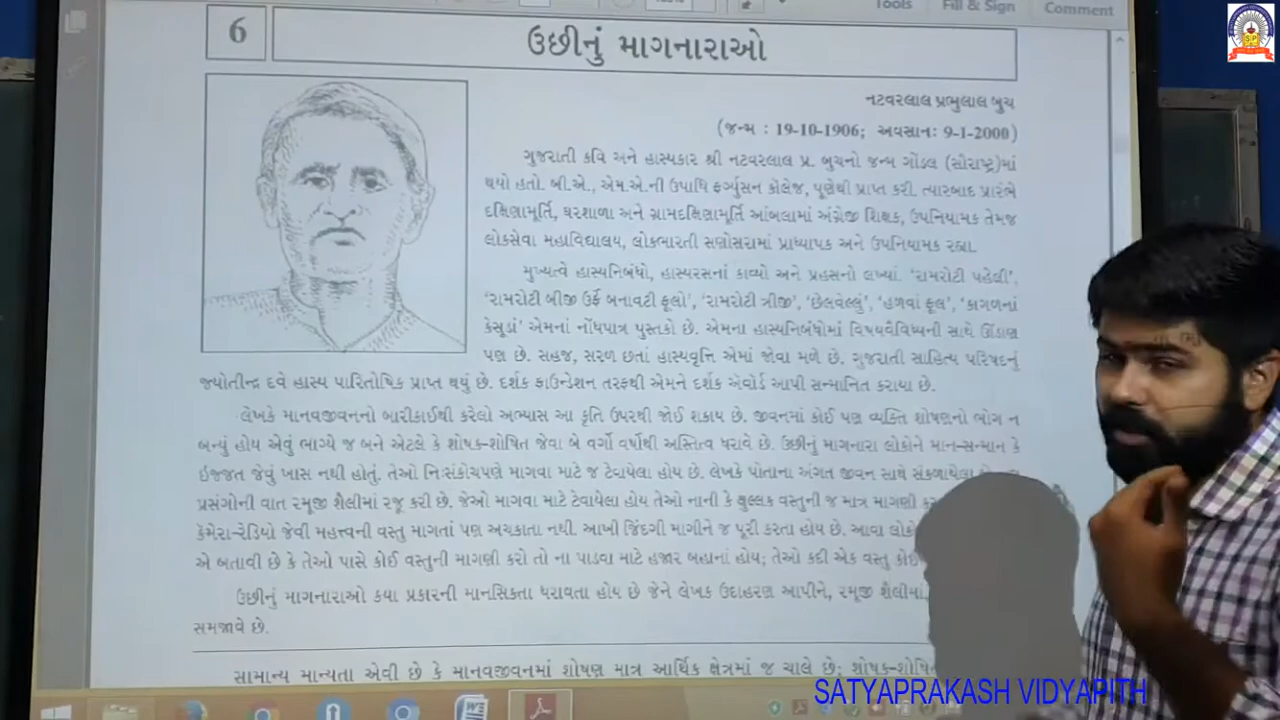 Tools
Fill & Sign
Comment
6
ઉછીનું માગનારાઓ
નટવરલાલ પ્રભુલાલ બુચ
(જન્મ : 19-10-1906; અવસાન: 9-1-2000)
ગુજરાતી કવિ અને હાસ્યકાર શ્રી નટવરલાલ પ્ર. બુચનો જન્મ ગોંડલ (સૌરાષ્ટ્ર)માં
થયો હતો. બી.એ., એમ.એ.ની ઉપાધિ ફર્ગ્યુસન કૉલેજ, પૂણેથી પ્રાપ્ત કરી. ત્યારબાદ પ્રારંભે
દક્ષિણામૂર્તિ, ઘરશાળા અને ગ્રામદક્ષિણામૂર્તિ આંબલામાં અંગ્રેજી શિક્ષક, ઉપનિયામક તેમજ
લોકસેવા મહાવિદ્યાલય, લોકભારતી સણોસરામાં પ્રાધ્યાપક અને ઉપનિયામક રહ્યા.
મુખ્યત્વે હાસ્યનિબંધો, હાસ્યરસનાં કાવ્યો અને પ્રહસનો લખ્યાં. ‘રામરોટી પહેલી’,
‘રામરોટી બીજી ઉર્ફે બનાવટી ફૂલો’, ‘રામરોટી ત્રીજી’, ‘છેલવેલ્લું’, ‘હળવાં ફૂલ’, ‘કાગળનાં
કેસૂડાં’ એમનાં નોંધપાત્ર પુસ્તકો છે. એમના હાસ્યનિબંધોમાં વિષયવૈવિધ્યની સાથે ઊંડાણ
પણ છે. સહજ, સરળ છતાં હાસ્યવૃત્તિ એમાં જોવા મળે છે. ગુજરાતી સાહિત્ય પરિષદનું
જ્યોતીન્દ્ર દવે હાસ્ય પારિતોષિક પ્રાપ્ત થયું છે. દર્શક ફાઉન્ડેશન તરફથી એમને દર્શક ઍવોર્ડ આપી સન્માનિત કરાયા છે.
લેખકે માનવજીવનનો બારીકાઈથી કરેલો અભ્યાસ આ કૃતિ ઉપરથી જોઈ શકાય છે. જીવનમાં કોઈ પણ વ્યક્તિ શોષણનો ભોગ ન
બન્યું હોય એવું ભાગ્યે જ બને એટલે કે શોષક-શોષિત જેવા બે વર્ગો વર્ષોથી અસ્તિત્વ ધરાવે છે. ઉછીનું માગનારા લોકોને માન-સન્માન કે
ઇજ્જત જેવું ખાસ નથી હોતું, તેઓ નિ:સંકોચપણે માગવા માટે જ ટેવાયેલા હોય છે. લેખકે પોતાના અંગત જીવન સાથે સંકળાયેલા
પ્રસંગોની વાત રમૂજી શૈલીમાં રજૂ કરી છે. જેઓ માગવા માટે ટેવાયેલા હોય તેઓ નાની કે ક્ષુલ્લક વસ્તુની જ માત્ર માગણી
કૅમેરા-રેડિયો જેવી મહત્ત્વની વસ્તુ માગતાં પણ અચકાતા નથી. આખી જિંદગી માગીને જ પૂરી કરતા હોય છે. આવા
એ બતાવી છે કે તેઓ પાસે કોઈ વસ્તુની માગણી કરો તો ના પાડવા માટે હજાર બહાનાં હોય; તેઓ કદી એક વસ્તુ કોઈ
ઉછીનું માગનારાઓ કયા પ્રકારની માનસિકતા ધરાવતા હોય છે જેને લેખક ઉદાહરણ આપીને, રમૂજી શૈલીમાં
સમજાવે છે.
સામાન્ય માન્યતા એવી છે કે માનવજીવનમાં શોષણ માત્ર આર્થિક ક્ષેત્રમાં જ ચાલે છે;
SATYAPRAKASH VIDYAPITH